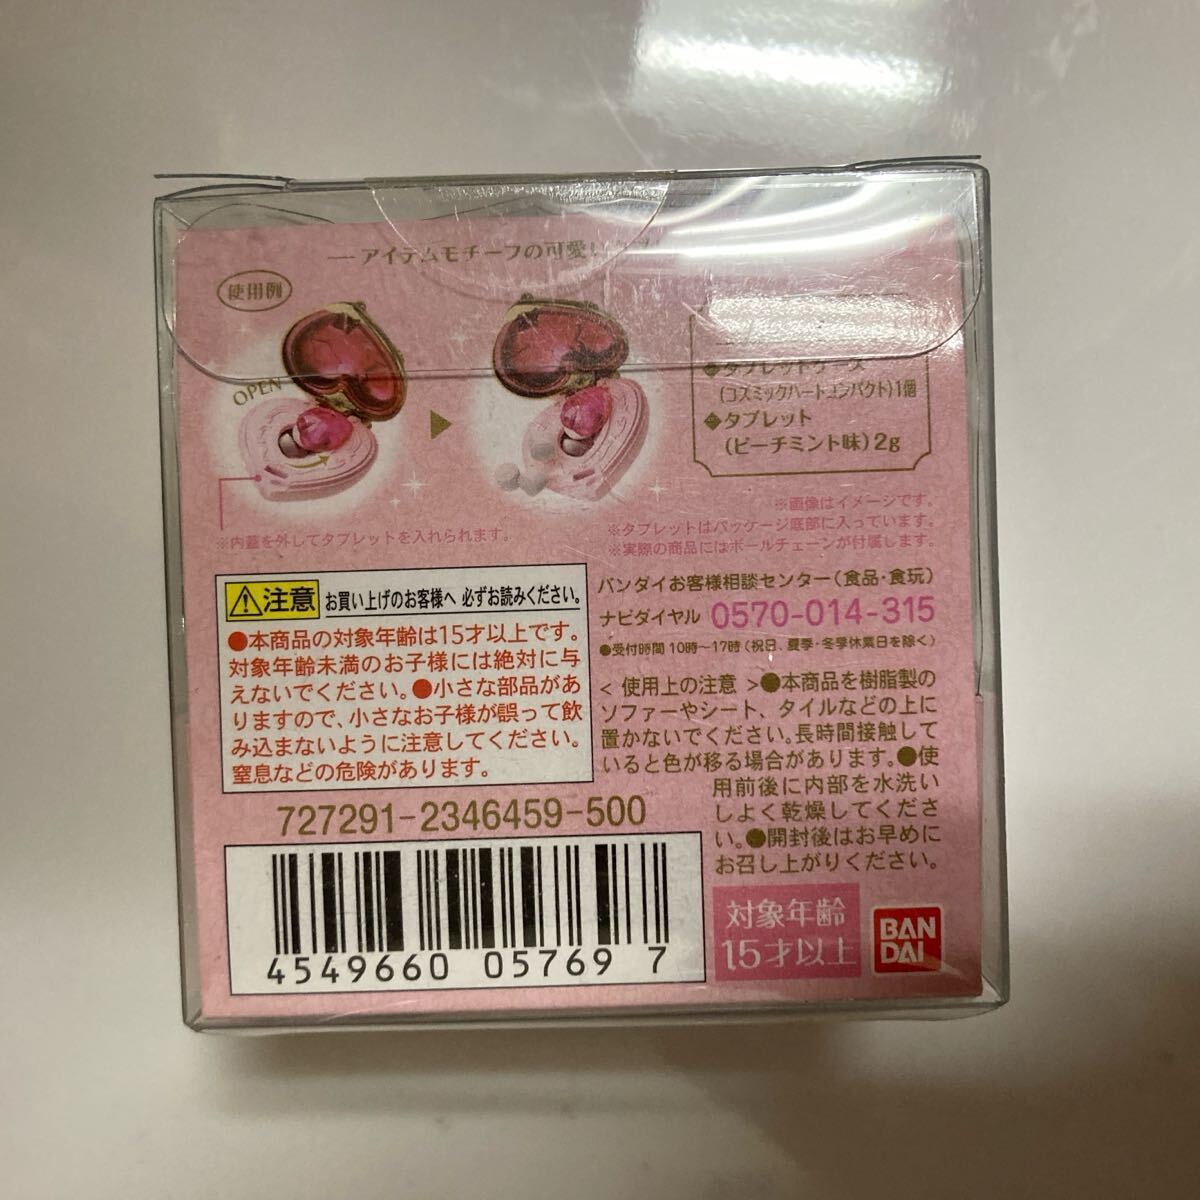 アイテムモチーフの可愛い
使用例
OPEN
◆タブレットケース
(コスミックハートコンパクト)1個
◆タブレット
(ピーチミント味)2g
※内蓋を外してタブレットを入れられます。
※画像はイメージです。
※タブレットはパッケージ底部に入っています。
※実際の商品にはボールチェーンが付属します。
注意 お買い上げのお客様へ 必ずお読みください。
●本商品の対象年齢は15才以上です。
対象年齢未満のお子様には絶対に与
えないでください。●小さな部品があ
りますので、小さなお子様が誤って飲
み込まないように注意してください。
窒息などの危険があります。
バンダイお客様相談センター(食品・食玩)
ナビダイヤル 0570-014-315
●受付時間 10時~17時(祝日、夏季・冬季休業日を除く)
<使用上の注意>●本商品を樹脂製の
ソファーやシート、タイルなどの上に
置かないでください。長時間接触して
いると色が移る場合があります。●使
用前後に内部を水洗い
しよく乾燥してくださ
い。●開封後はお早めに
お召し上がりください。
727291-2346459-500
4549660 05769 7
対象年齢
15才以上
BAN
DAI